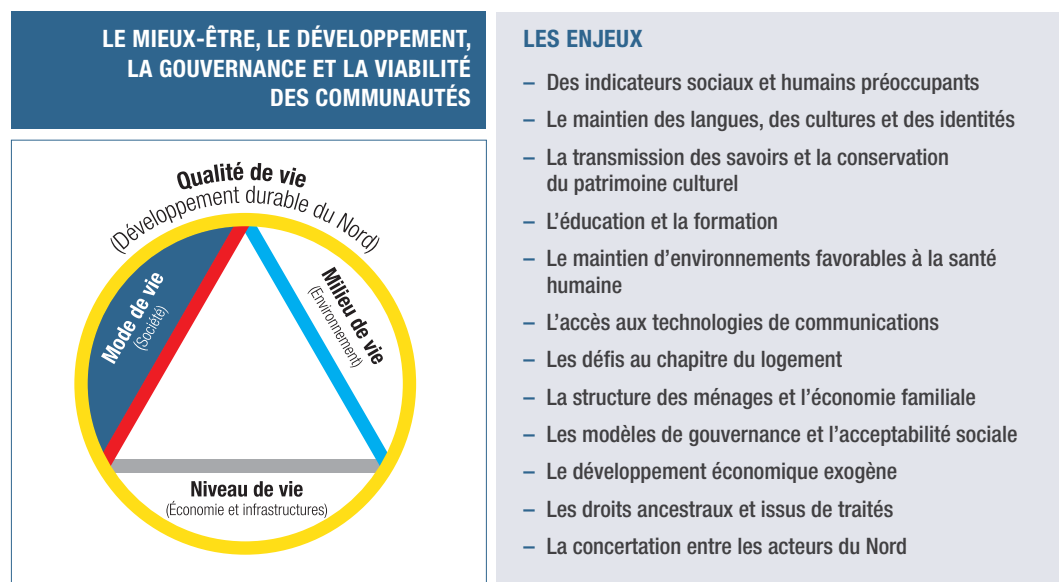 LE MIEUX-ÊTRE, LE DÉVELOPPEMENT,
LA GOUVERNANCE ET LA VIABILITÉ
DES COMMUNAUTÉS
Qualité de vie
(Développement durable du Nord)
Mode de vie
(Société)
Milieu de vie
(Environnement)
Niveau de vie
(Économie et infrastructures)
LES ENJEUX
– Des indicateurs sociaux et humains préoccupants
– Le maintien des langues, des cultures et des identités
– La transmission des savoirs et la conservation
du patrimoine culturel
– L’éducation et la formation
– Le maintien d’environnements favorables à la santé
humaine
– L’accès aux technologies de communications
– Les défis au chapitre du logement
– La structure des ménages et l’économie familiale
– Les modèles de gouvernance et l’acceptabilité sociale
– Le développement économique exogène
– Les droits ancestraux et issus de traités
– La concertation entre les acteurs du Nord